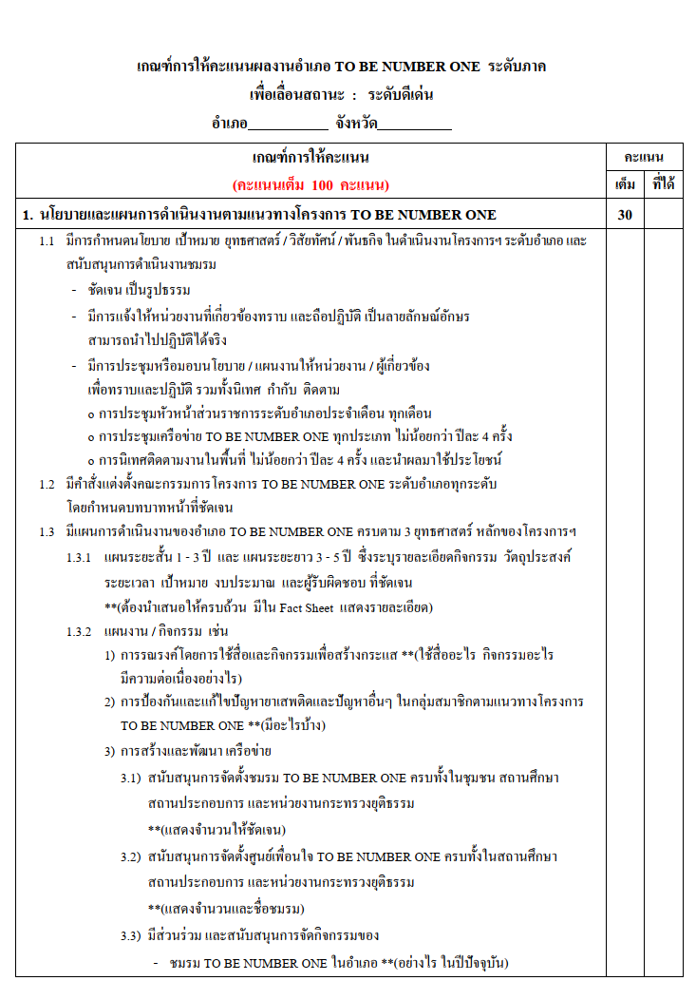 เกณฑ์การให้คะแนนผลงานอำเภอ TO BE NUMBER ONE ระดับภาค
เพื่อเลื่อนสถานะ : ระดับดีเด่น
อำเภอ___________ จังหวัด__________
เกณฑ์การให้คะแนน
(คะแนนเต็ม 100 คะแนน)
คะแนน
เต็ม ที่ได้
1. นโยบายและแผนการดำเนินงานตามแนวทางโครงการ TO BE NUMBER ONE 30
1.1 มีการกำหนดนโยบาย เป้าหมาย ยุทธศาสตร์ / วิสัยทัศน์ / พันธกิจ ในดำเนินงานโครงการฯ ระดับอำเภอ และ
สนับสนุนการดำเนินงานชมรม
- ชัดเจน เป็นรูปธรรม
- มีการแจ้งให้หน่วยงานที่เกี่ยวข้องทราบ และถือปฏิบัติ เป็นลายลักษณ์อักษร
สามารถนำไปปฏิบัติได้จริง
- มีการประชุมหรือมอบนโยบาย / แผนงานให้หน่วยงาน / ผู้เกี่ยวข้อง
เพื่อทราบและปฏิบัติ รวมทั้งนิเทศ กำกับ ติดตาม
o การประชุมหัวหน้าส่วนราชการระดับอำเภอประจำเดือน ทุกเดือน
o การประชุมเครือข่าย TO BE NUMBER ONE ทุกประเภท ไม่น้อยกว่า ปีละ 4 ครั้ง
o การนิเทศติดตามงานในพื้นที่ ไม่น้อยกว่า ปีละ 4 ครั้ง และนำผลมาใช้ประโยชน์
1.2 มีคำสั่งแต่งตั้งคณะกรรมการโครงการ TO BE NUMBER ONE ระดับอำเภอทุกระดับ
โดยกำหนดบทบาทหน้าที่ชัดเจน
1.3 มีแผนการดำเนินงานของอำเภอ TO BE NUMBER ONE ครบตาม 3 ยุทธศาสตร์ หลักของโครงการฯ
1.3.1 แผนระยะสั้น 1 - 3 ปี และ แผนระยะยาว 3 - 5 ปี ซึ่งระบุรายละเอียดกิจกรรม วัตถุประสงค์
ระยะเวลา เป้าหมาย งบประมาณ และผู้รับผิดชอบ ที่ชัดเจน
**(ต้องนำเสนอให้ครบถ้วน มีใน Fact Sheet แสดงรายละเอียด)
1.3.2 แผนงาน / กิจกรรม เช่น
1) การรณรงค์โดยการใช้สื่อและกิจกรรมเพื่อสร้างกระแส **(ใช้สื่ออะไร กิจกรรมอะไร
มีความต่อเนื่องอย่างไร)
2) การป้องกันและแก้ไขปัญหายาเสพติดและปัญหาอื่นๆ ในกลุ่มสมาชิกตามแนวทางโครงการ
TO BE NUMBER ONE **(มีอะไรบ้าง)
3) การสร้างและพัฒนา เครือข่าย
3.1) สนับสนุนการจัดตั้งชมรม TO BE NUMBER ONE ครบทั้งในชุมชน สถานศึกษา
สถานประกอบการ และหน่วยงานกระทรวงยุติธรรม
**(แสดงจำนวนให้ชัดเจน)
3.2) สนับสนุนการจัดตั้งศูนย์เพื่อนใจ TO BE NUMBER ONE ครบทั้งในสถานศึกษา
สถานประกอบการ และหน่วยงานกระทรวงยุติธรรม
**(แสดงจำนวนและชื่อชมรม)
3.3) มีส่วนร่วม และสนับสนุนการจัดกิจกรรมของ
- ชมรม TO BE NUMBER ONE ในอำเภอ **(อย่างไร ในปีปัจจุบัน)